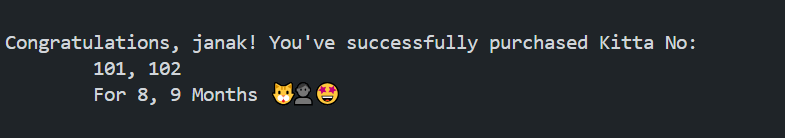 Congratulations, janak! You've successfully purchased Kitta No:
101, 102
For 8, 9 Months 🐱👤🤩